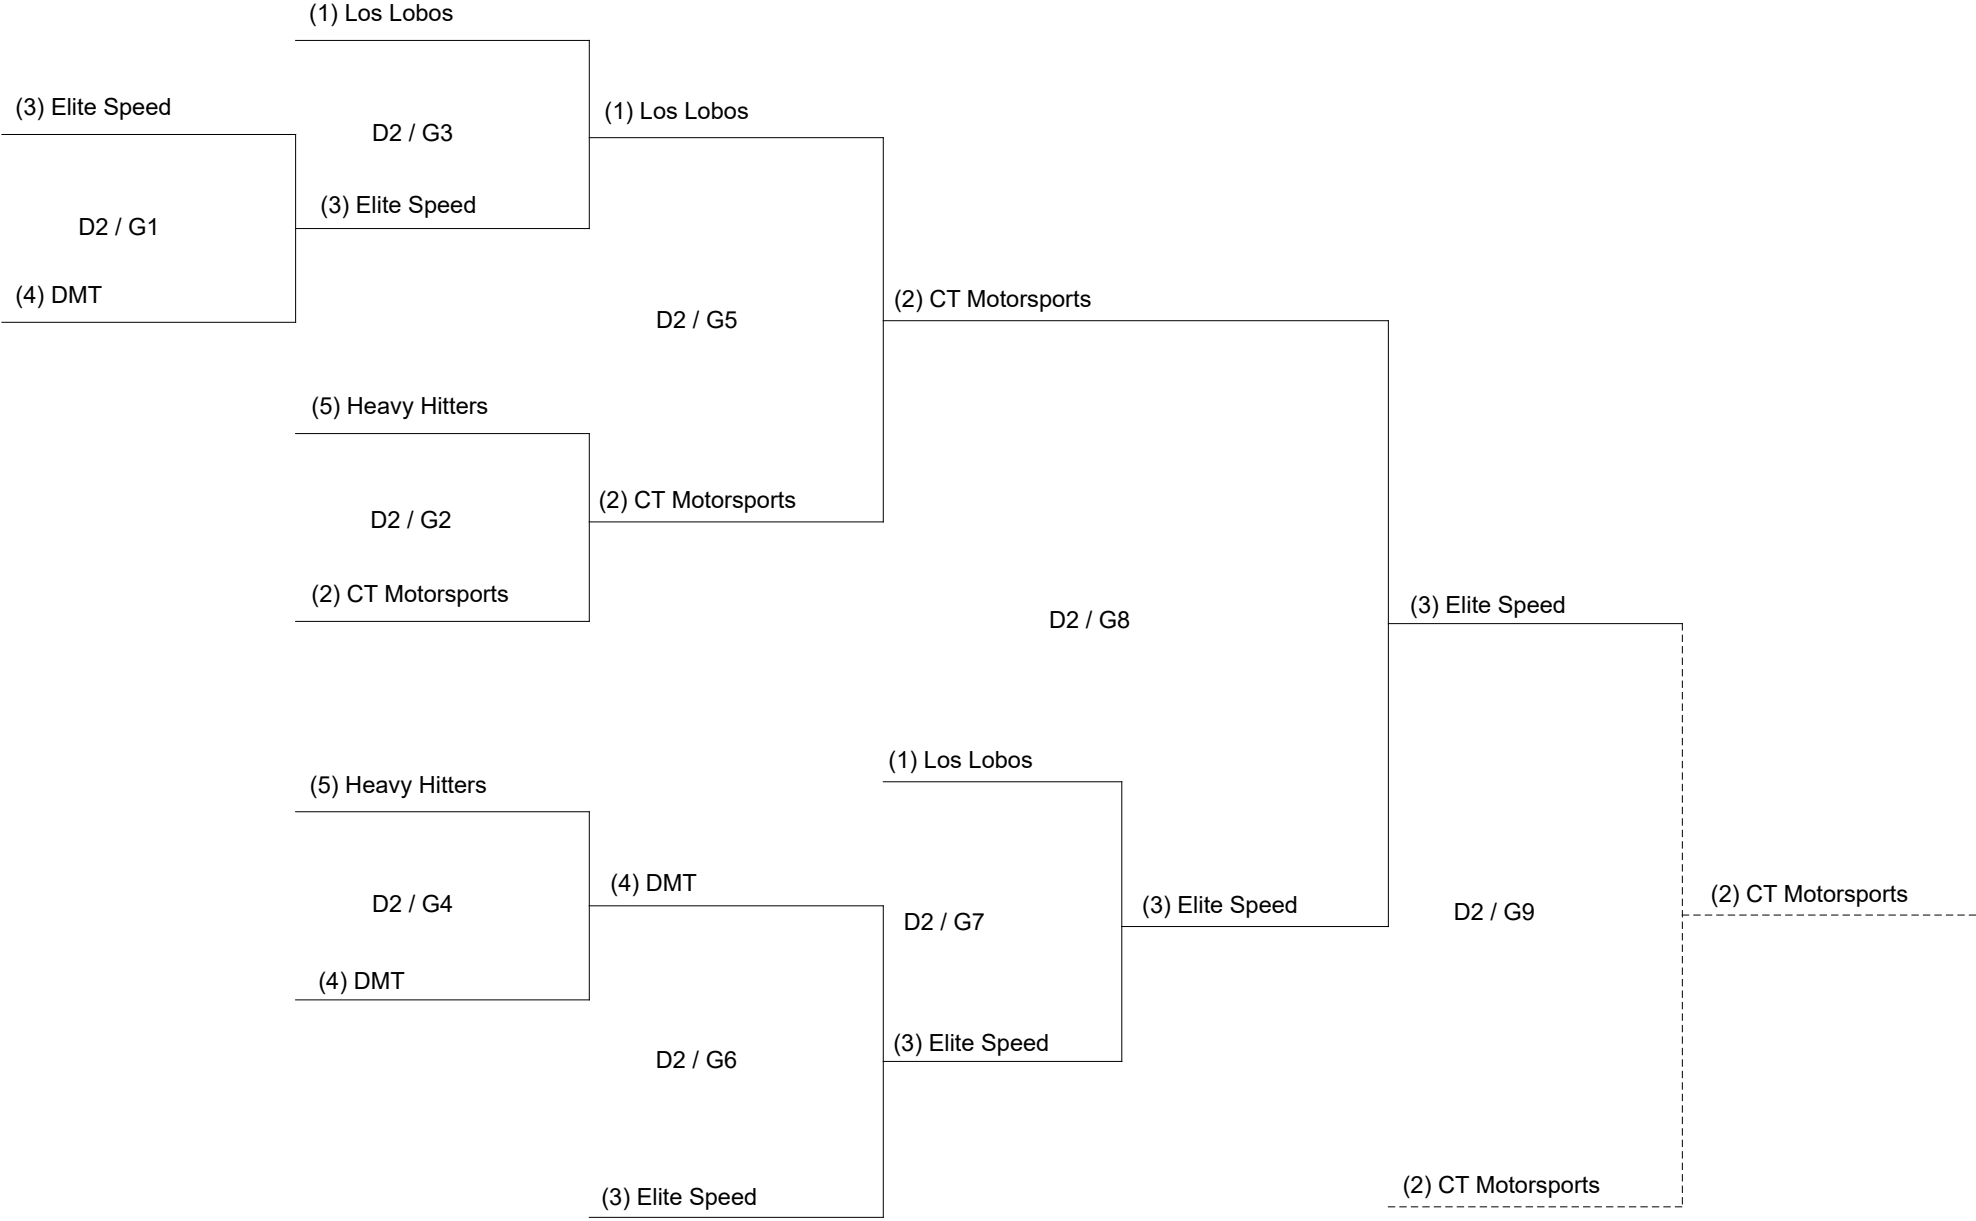 (1) Los Lobos
(3) Elite Speed
(1) Los Lobos
D2 / G3
(3) Elite Speed
D2 / G1
(4) DMT
(2) CT Motorsports
D2 / G5
(5) Heavy Hitters
(2) CT Motorsports
D2 / G2
(2) CT Motorsports
(3) Elite Speed
D2 / G8
(1) Los Lobos
(5) Heavy Hitters
(4) DMT
(2) CT Motorsports
D2 / G4
(3) Elite Speed
D2 / G9
D2 / G7
(4) DMT
(3) Elite Speed
D2 / G6
(2) CT Motorsports
(3) Elite Speed